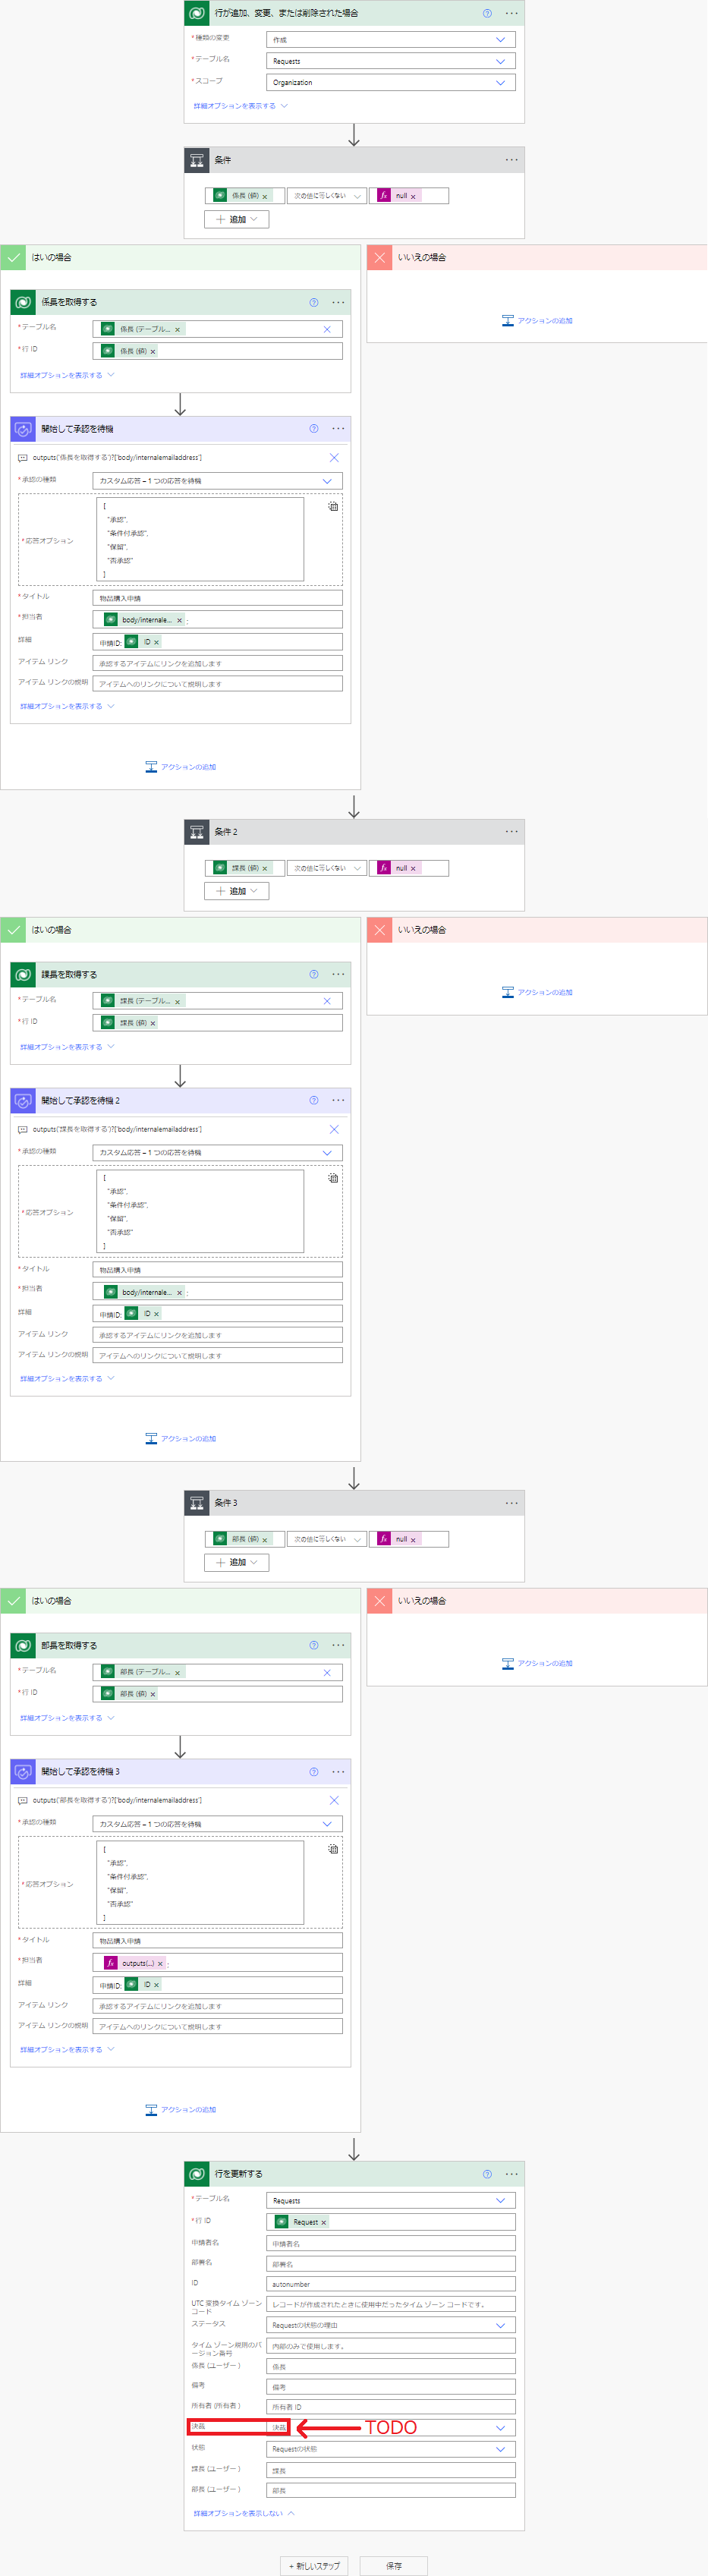 行が追加、変更、または削除された場合
*種類の変更
作成
*テーブル名
Requests
*スコープ
Organization
詳細オプションを表示する
条件
係長 (値) ×
次の値に等しくない
fx null ×
＋ 追加
はいの場合
いいえの場合
アクションの追加
係長を取得する
*テーブル名
係長 (テーブル... ×
*行 ID
係長 (値) ×
詳細オプションを表示する
開始して承認を待機
outputs('係長を取得する')?['body/internalemailaddress']
*承認の種類
カスタム応答 – 1 つの応答を待機
*応答オプション
[
"承認",
"条件付承認",
"保留",
"否承認"
]
*タイトル
物品購入申請
*担当者
body/internale... × ;
詳細
申請ID: ID ×
アイテム リンク
承認するアイテムにリンクを追加します
アイテム リンクの説明
アイテムへのリンクについて説明します
詳細オプションを表示する
アクションの追加
条件 2
課長 (値) ×
次の値に等しくない
fx null ×
＋ 追加
はいの場合
いいえの場合
アクションの追加
課長を取得する
*テーブル名
課長 (テーブル... ×
*行 ID
課長 (値) ×
詳細オプションを表示する
開始して承認を待機 2
outputs('課長を取得する')?['body/internalemailaddress']
*承認の種類
カスタム応答 – 1 つの応答を待機
*応答オプション
[
"承認",
"条件付承認",
"保留",
"否承認"
]
*タイトル
物品購入申請
*担当者
body/internale... × ;
詳細
申請ID: ID ×
アイテム リンク
承認するアイテムにリンクを追加します
アイテム リンクの説明
アイテムへのリンクについて説明します
詳細オプションを表示する
アクションの追加
条件 3
部長 (値) ×
次の値に等しくない
fx null ×
＋ 追加
はいの場合
いいえの場合
アクションの追加
部長を取得する
*テーブル名
部長 (テーブル... ×
*行 ID
部長 (値) ×
詳細オプションを表示する
開始して承認を待機 3
outputs('部長を取得する')?['body/internalemailaddress']
*承認の種類
カスタム応答 – 1 つの応答を待機
*応答オプション
[
"承認",
"条件付承認",
"保留",
"否承認"
]
*タイトル
物品購入申請
*担当者
fx outputs(...) × ;
詳細
申請ID: ID ×
アイテム リンク
承認するアイテムにリンクを追加します
アイテム リンクの説明
アイテムへのリンクについて説明します
詳細オプションを表示する
アクションの追加
行を更新する
*テーブル名
Requests
*行 ID
Request ×
申請者名
申請者名
部署名
部署名
ID
autonumber
UTC 変換タイム ゾーン
コード
レコードが作成されたときに使用中だったタイム ゾーン コードです。
ステータス
Requestの状態の理由
タイム ゾーン規則のバ
ージョン番号
内部のみで使用します。
係長 (ユーザー)
係長
備考
備考
所有者 (所有者)
所有者 ID
決裁
決裁
TODO
状態
Requestの状態
課長 (ユーザー)
課長
部長 (ユーザー)
部長
詳細オプションを表示しない
+ 新しいステップ
保存